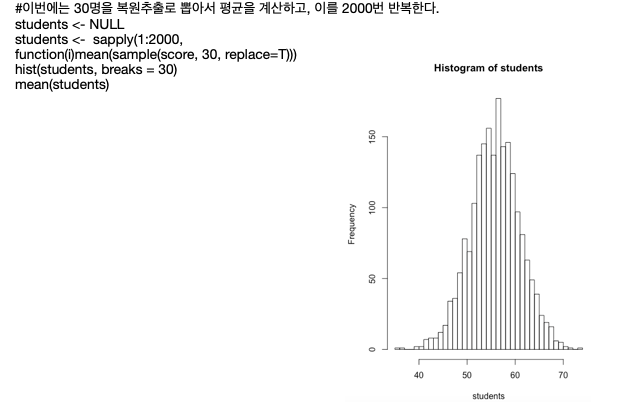 #이번에는 30명을 복원추출로 뽑아서 평균을 계산하고, 이를 2000번 반복한다.
students <- NULL
students <-  sapply(1:2000,
function(i)mean(sample(score, 30, replace=T)))
hist(students, breaks = 30)
mean(students)
Histogram of students
Frequency
150
100
50
0
40 50 60 70
students